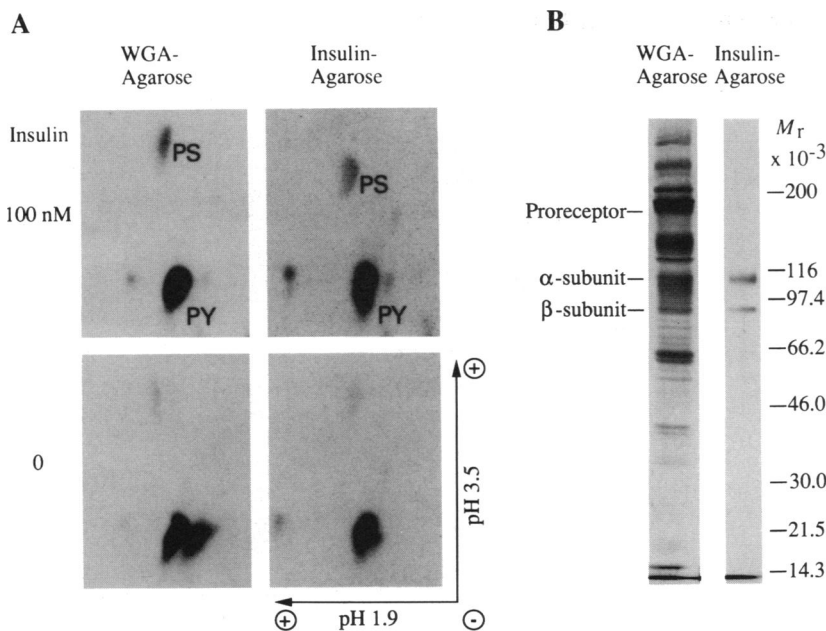 A
WGA-
Agarose
Insulin-
Agarose
Insulin
100 nM
0
PS
PY
PS
PY
pH 3.5
pH 1.9
+
+
-
B
WGA-
Agarose
Insulin-
Agarose
Mr
x 10-3
Proreceptor–
α-subunit–
β-subunit–
–200
–116
–97.4
–66.2
–46.0
–30.0
–21.5
–14.3